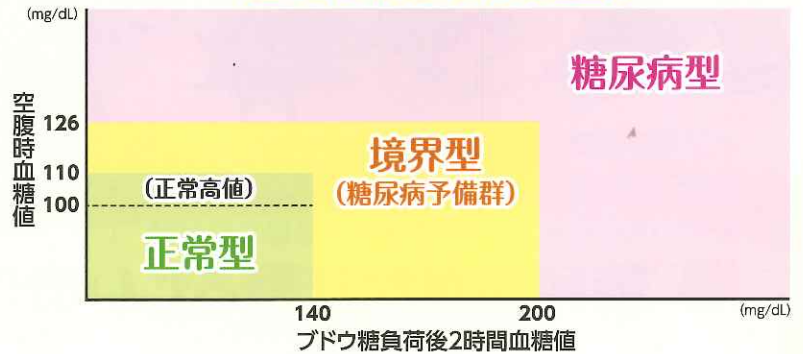 (mg/dL)
糖尿病型
空腹時血糖値
126
境界型
(糖尿病予備群)
110
(正常高値)
100
正常型
140
200
(mg/dL)
ブドウ糖負荷後2時間血糖値